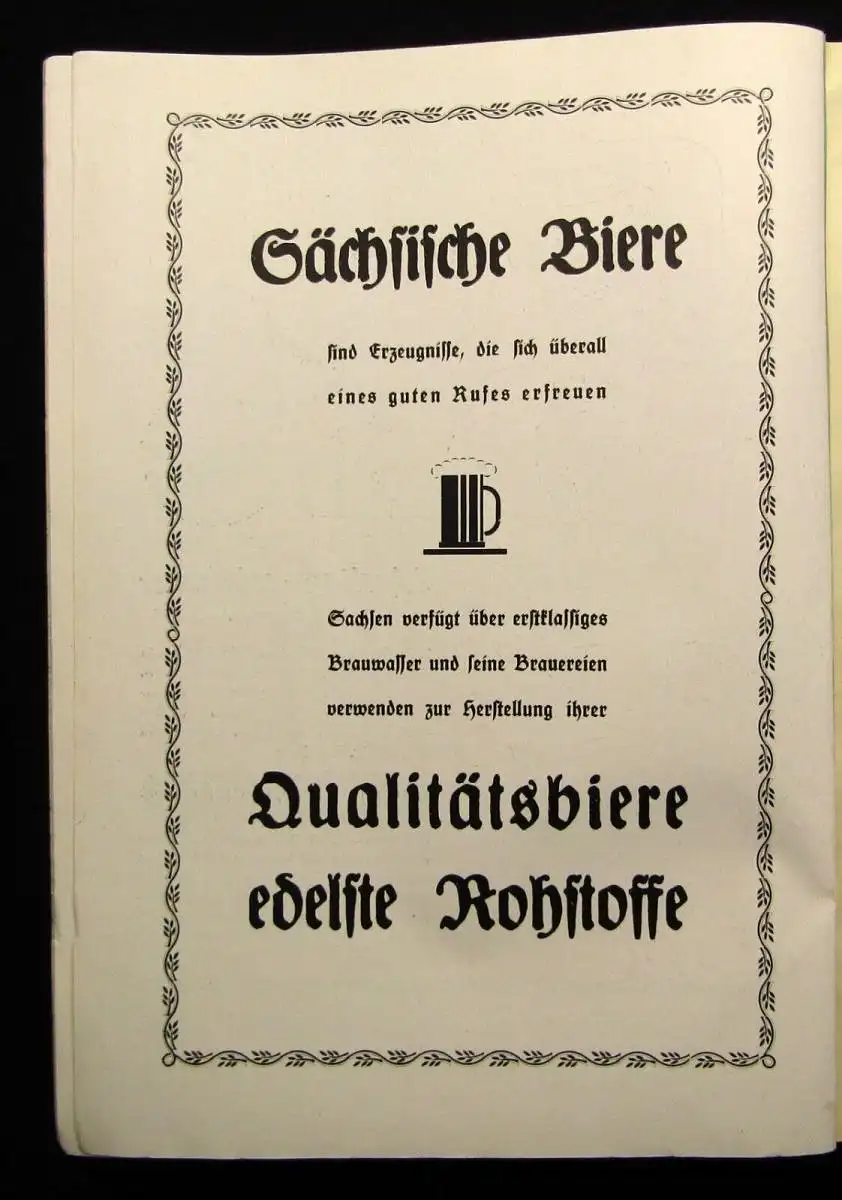 Sächsische Biere
sind Erzeugnisse, die sich überall
eines guten Rufes erfreuen
Sachsen verfügt über erstklassiges
Brauwasser und seine Brauereien
verwenden zur Herstellung ihrer
Qualitätsbiere
edelste Rohstoffe